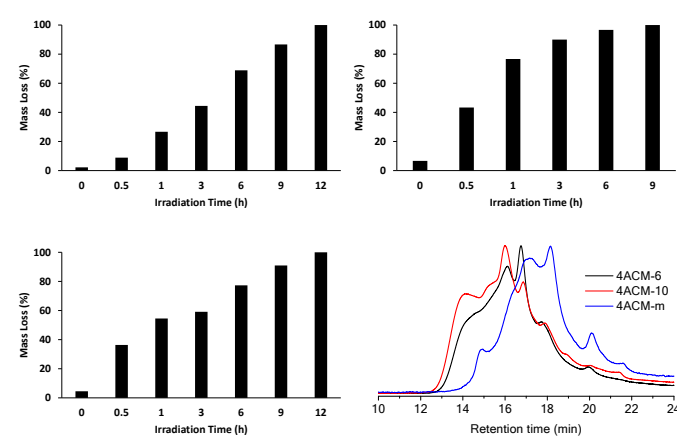 100
80
60
40
20
0
Mass Loss (%)
0 0.5 1 3 6 9 12
Irradiation Time (h)
100
80
60
40
20
0
Mass Loss (%)
0 0.5 1 3 6 9
Irradiation Time (h)
100
80
60
40
20
0
Mass Loss (%)
0 0.5 1 3 6 9 12
Irradiation Time (h)
4ACM-6
4ACM-10
4ACM-m
10 12 14 16 18 20 22 24
Retention time (min)